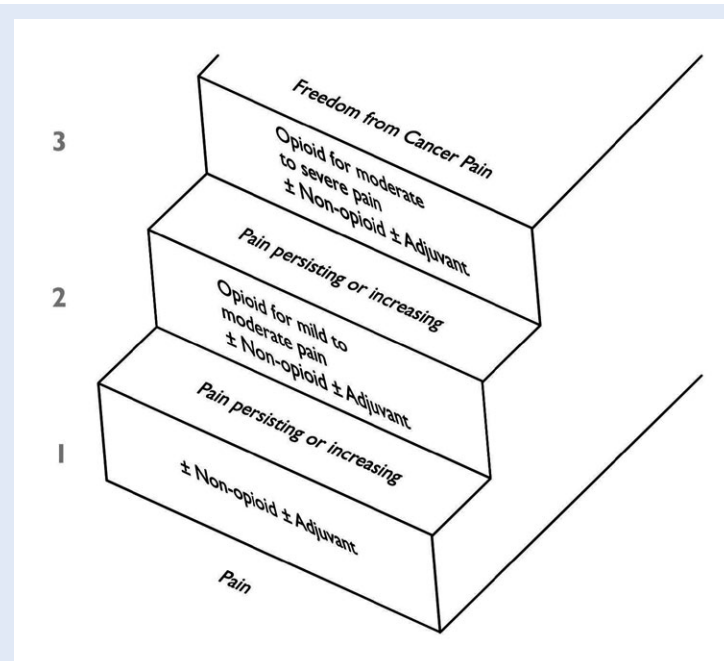 Freedom from Cancer Pain
3
Opioid for moderate
to severe pain
± Non-opioid ± Adjuvant
Pain persisting or increasing
2
Opioid for mild to
moderate pain
± Non-opioid ± Adjuvant
Pain persisting or increasing
1
± Non-opioid ± Adjuvant
Pain